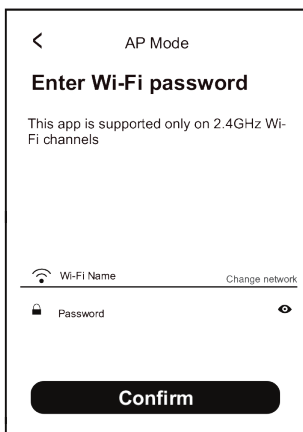 AP Mode
Enter Wi-Fi password
This app is supported only on 2.4GHz Wi-
Fi channels
Wi-Fi Name Change network
Password
Confirm